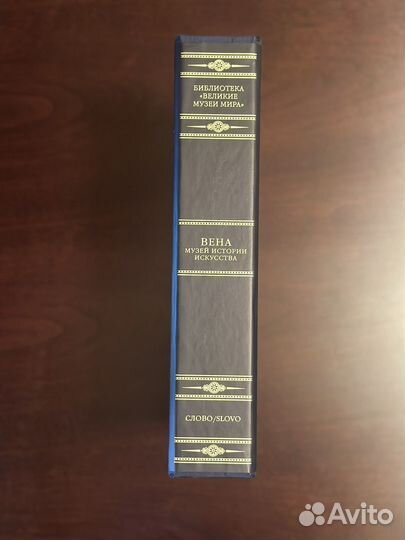 БИБЛИОТЕКА
«ВЕЛИКИЕ
МУЗЕИ МИРА»
ВЕНА
МУЗЕЙ ИСТОРИИ
ИСКУССТВА
СЛОВО/SLOVO
Avito